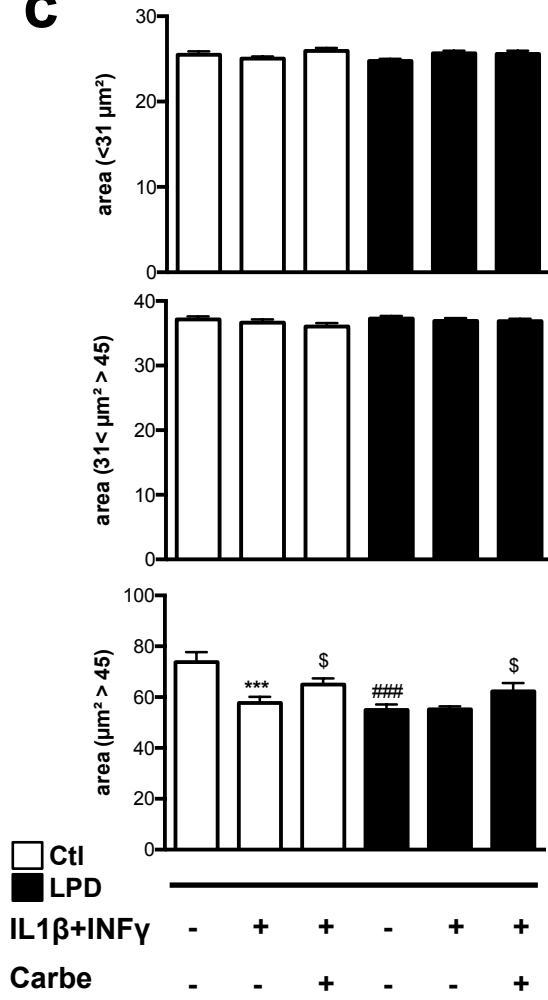 C
30
20
10
0
area (<31 µm²)
40
30
20
10
0
area (31< µm² > 45)
100
80
60
40
20
0
area (µm² > 45)
*** $ ### $
Ctl
LPD
IL1β+INFγ - + + - + +
Carbe - - + - - +